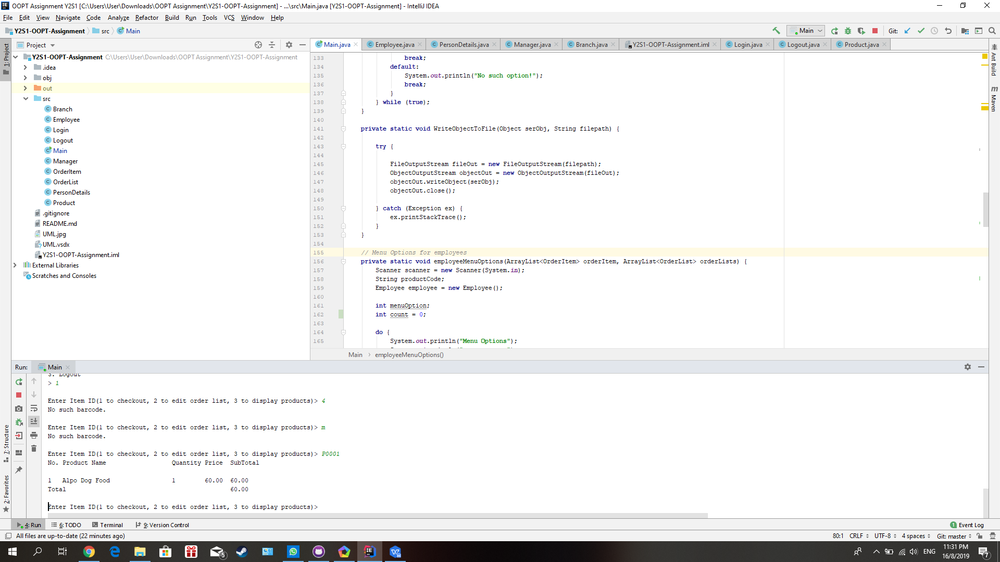 OOPT Assignment Y2S1 [C:\Users\User\Downloads\OOPT Assignment\Y2S1-OOPT-Assignment] - ...\src\Main.java [Y2S1-OOPT-Assignment] - IntelliJ IDEA
File Edit View Navigate Code Analyze Refactor Build Run Tools VCS Window Help
Y2S1-OOPT-Assignment src Main
Main Git:
Project
Main.java Employee.java PersonDetails.java Manager.java Branch.java Y2S1-OOPT-Assignment.iml Login.java Logout.java Product.java
1: Project
Y2S1-OOPT-Assignment C:\Users\User\Downloads\OOPT Assignment\Y2S1-OOPT-Assignment
.idea
obj
out
src
Branch
Employee
Login
Logout
Main
Manager
OrderItem
OrderList
PersonDetails
Product
.gitignore
README.md
UML.jpg
UML.vsdx
Y2S1-OOPT-Assignment.iml
External Libraries
Scratches and Consoles
133 break;
134 default:
135 System.out.println("No such option!");
136 break;
137 }
138 } while (true);
139 }
140
141 private static void WriteObjectToFile(Object serObj, String filepath) {
142
143 try {
144
145 FileOutputStream fileOut = new FileOutputStream(filepath);
146 ObjectOutputStream objectOut = new ObjectOutputStream(fileOut);
147 objectOut.writeObject(serObj);
148 objectOut.close();
149
150 } catch (Exception ex) {
151 ex.printStackTrace();
152 }
153 }
154
155 // Menu Options for employees
156 private static void employeeMenuOptions(ArrayList<OrderItem> orderItem, ArrayList<OrderList> orderLists) {
157 Scanner scanner = new Scanner(System.in);
158 String productCode;
159 Employee employee = new Employee();
160
161 int menuOption;
162 int count = 0;
163
164 do {
165 System.out.println("Menu Options");
Main employeeMenuOptions()
Ant Build
Maven
Run: Main
3. Logout
> 1
Enter Item ID(1 to checkout, 2 to edit order list, 3 to display products)> 4
No such barcode.
Enter Item ID(1 to checkout, 2 to edit order list, 3 to display products)> m
No such barcode.
Enter Item ID(1 to checkout, 2 to edit order list, 3 to display products)> P0001
No. Product Name Quantity Price SubTotal
1 Alpo Dog Food 1 60.00 60.00
Total 60.00
Enter Item ID(1 to checkout, 2 to edit order list, 3 to display products)>
7: Structure
2: Favorites
4: Run 6: TODO Terminal 9: Version Control 1 Event Log
All files are up-to-date (22 minutes ago) 80:1 CRLF UTF-8 4 spaces Git: master
5 ENG 11:31 PM
16/8/2019 7